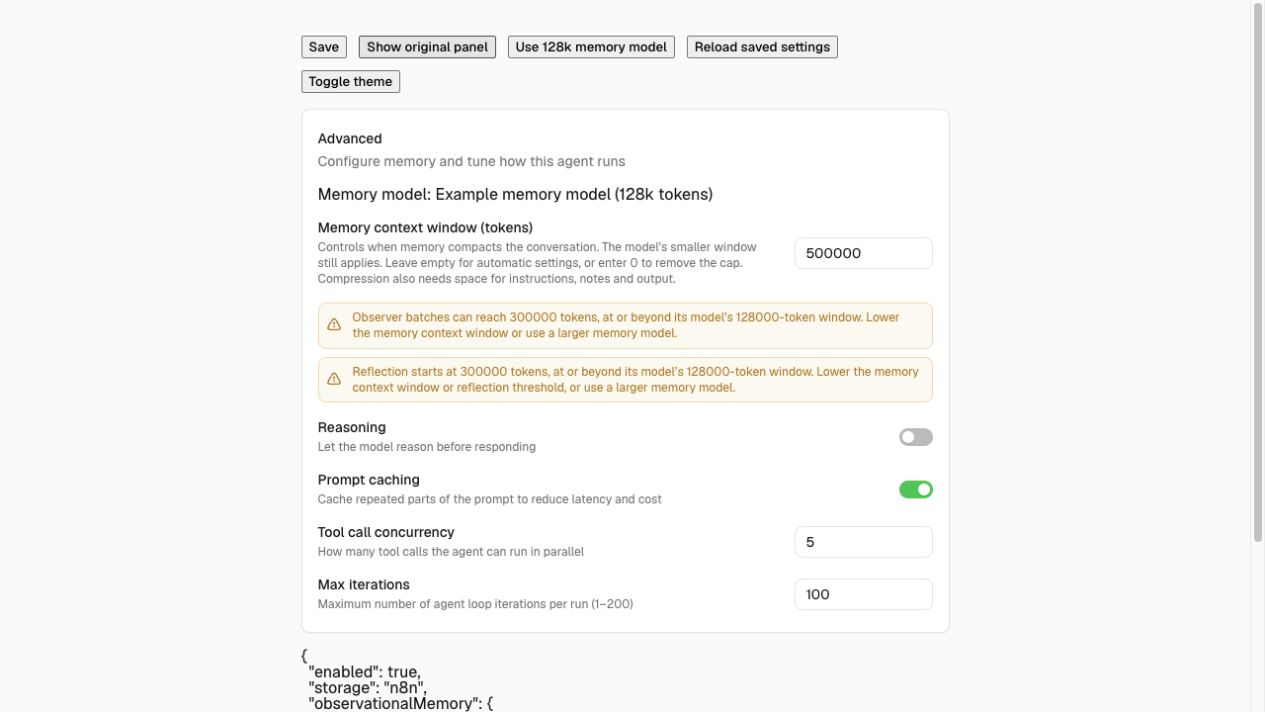 Save
Show original panel
Use 128k memory model
Reload saved settings
Toggle theme
Advanced
Configure memory and tune how this agent runs
Memory model: Example memory model (128k tokens)
Memory context window (tokens)
Controls when memory compacts the conversation. The model's smaller window
still applies. Leave empty for automatic settings, or enter 0 to remove the cap.
Compression also needs space for instructions, notes and output.
500000
Observer batches can reach 300000 tokens, at or beyond its model's 128000-token window. Lower
the memory context window or use a larger memory model.
Reflection starts at 300000 tokens, at or beyond its model's 128000-token window. Lower the memory
context window or reflection threshold, or use a larger memory model.
Reasoning
Let the model reason before responding
Prompt caching
Cache repeated parts of the prompt to reduce latency and cost
Tool call concurrency
How many tool calls the agent can run in parallel
5
Max iterations
Maximum number of agent loop iterations per run (1–200)
100
{
"enabled": true,
"storage": "n8n",
"observationalMemory": {